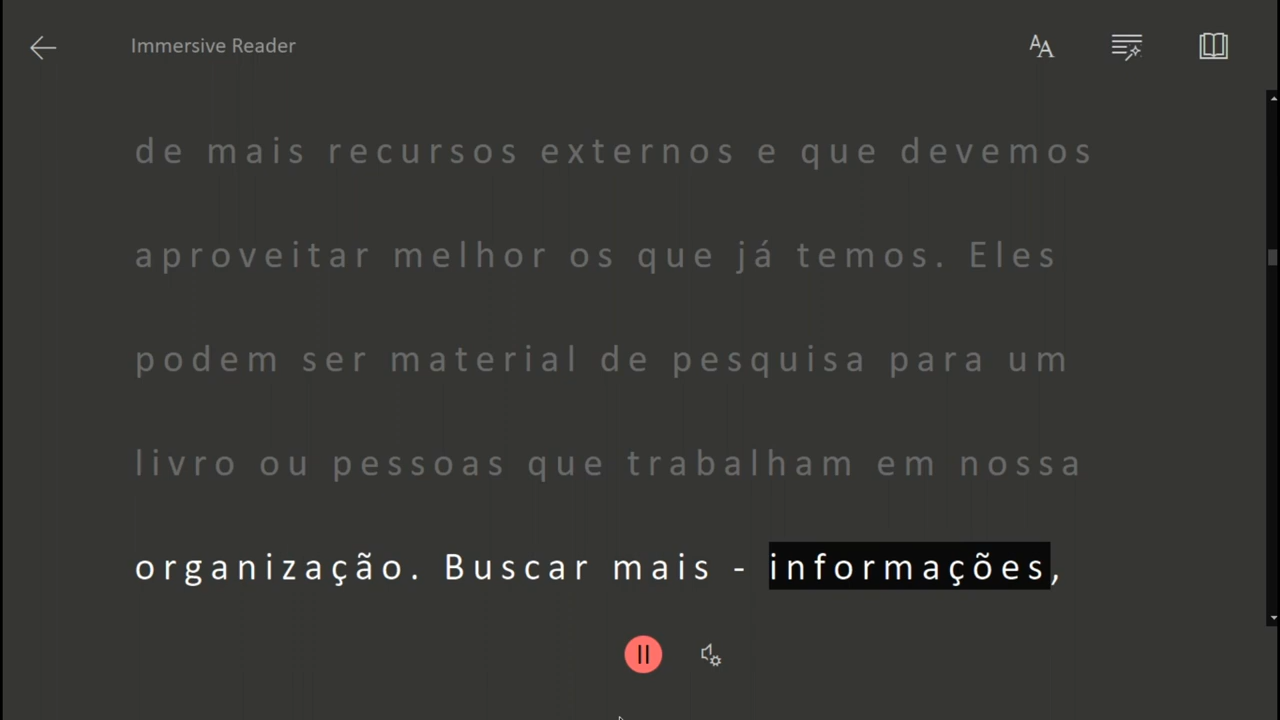 Immersive Reader
de mais recursos externos e que devemos
aproveitar melhor os que já temos. Eles
podem ser material de pesquisa para um
livro ou pessoas que trabalham em nossa
organização. Buscar mais - informações,